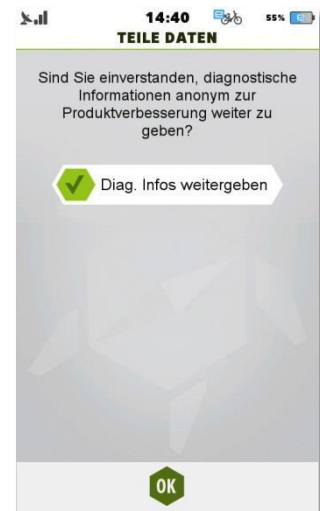 14:40 55%
TEILE DATEN
Sind Sie einverstanden, diagnostische
Informationen anonym zur
Produktverbesserung weiter zu
geben?
Diag. Infos weitergeben
OK